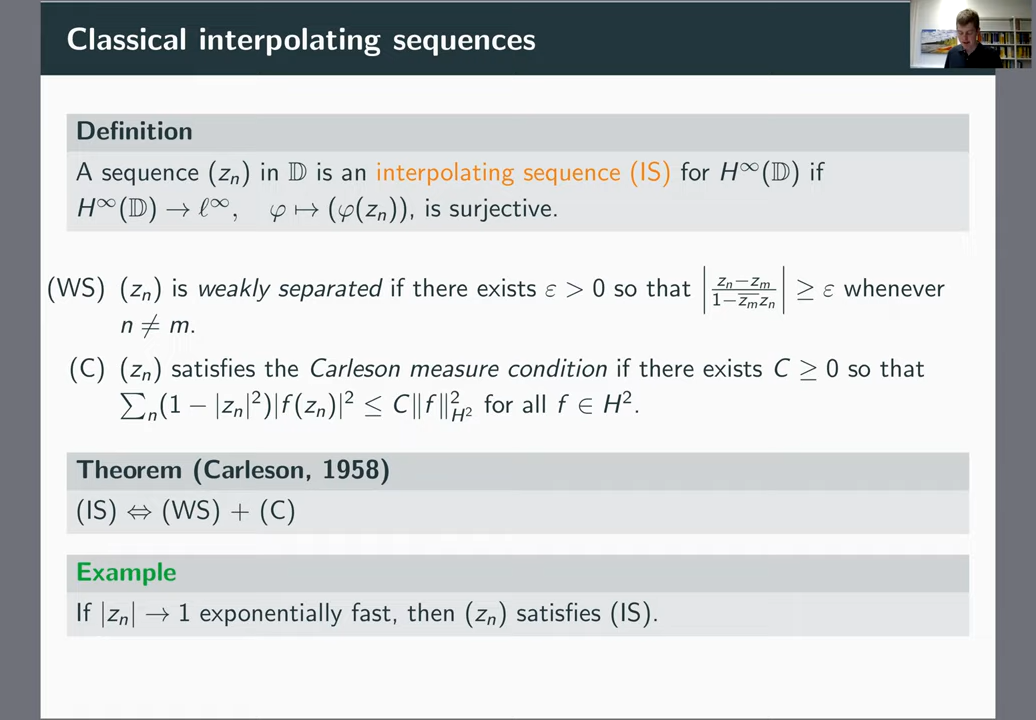 Classical interpolating sequences
Definition
A sequence (zₙ) in 𝔻 is an interpolating sequence (IS) for H^∞(𝔻) if
H^∞(𝔻) → ℓ^∞, φ ↦ (φ(zₙ)), is surjective.
(WS) (zₙ) is weakly separated if there exists ε > 0 so that |(zₙ−zₘ)/(1−z̅ₘzₙ)| ≥ ε whenever
n ≠ m.
(C) (zₙ) satisfies the Carleson measure condition if there exists C ≥ 0 so that
∑ₙ(1 − |zₙ|²)|f(zₙ)|² ≤ C‖f‖²_{H²} for all f ∈ H².
Theorem (Carleson, 1958)
(IS) ⇔ (WS) + (C)
Example
If |zₙ| → 1 exponentially fast, then (zₙ) satisfies (IS).